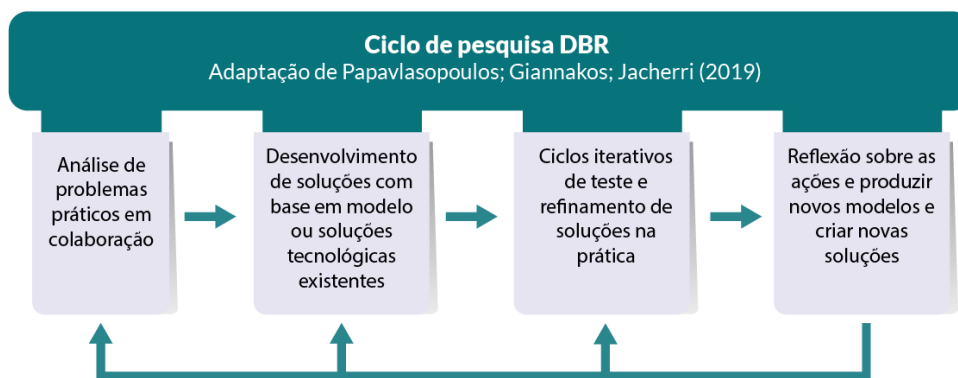 Ciclo de pesquisa DBR
Adaptação de Papavlasopoulos; Giannakos; Jacherri (2019)
Análise de
problemas
práticos em
colaboração
Desenvolvimento
de soluções com
base em modelo
ou soluções
tecnológicas
existentes
Ciclos iterativos
de teste e
refinamento de
soluções na
prática
Reflexão sobre as
ações e produzir
novos modelos e
criar novas
soluções